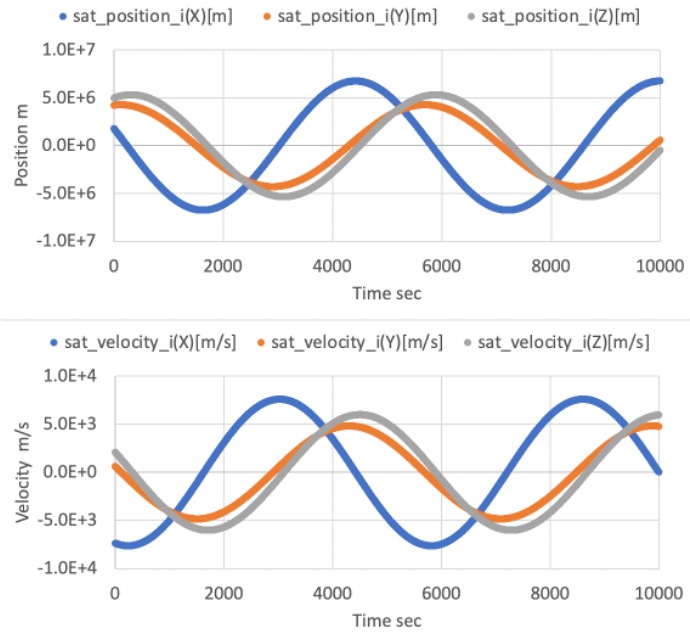 sat_position_i(X)[m] sat_position_i(Y)[m] sat_position_i(Z)[m]
1.0E+7
5.0E+6
0.0E+0
-5.0E+6
-1.0E+7
Position m
0 2000 4000 6000 8000 10000
Time sec
sat_velocity_i(X)[m/s] sat_velocity_i(Y)[m/s] sat_velocity_i(Z)[m/s]
1.0E+4
5.0E+3
0.0E+0
-5.0E+3
-1.0E+4
Velocity m/s
0 2000 4000 6000 8000 10000
Time sec